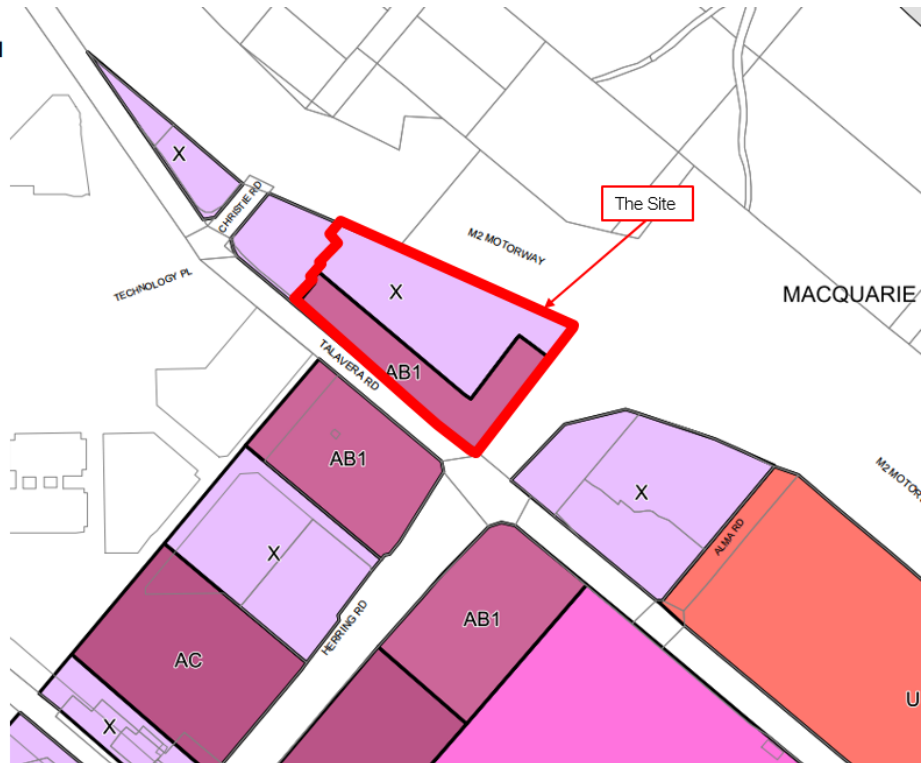 X
CHRISTIE RD
The Site
M2 MOTORWAY
TECHNOLOGY PL
X
MACQUARIE
TALAVERA RD
AB1
AB1
X
M2 MOTOR
ALMA RD
X
HERRING RD
AB1
AC
U
X